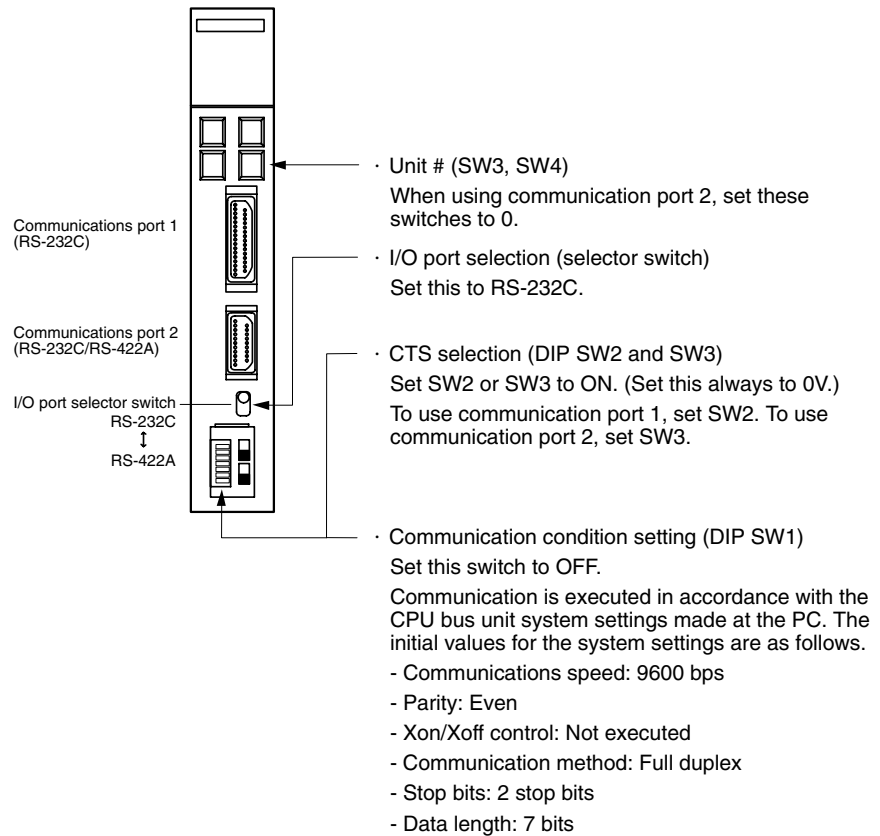 Communications port 1
(RS-232C)
Communications port 2
(RS-232C/RS-422A)
I/O port selector switch
RS-232C
↕
RS-422A
· Unit # (SW3, SW4)
When using communication port 2, set these
switches to 0.
· I/O port selection (selector switch)
Set this to RS-232C.
· CTS selection (DIP SW2 and SW3)
Set SW2 or SW3 to ON. (Set this always to 0V.)
To use communication port 1, set SW2. To use
communication port 2, set SW3.
· Communication condition setting (DIP SW1)
Set this switch to OFF.
Communication is executed in accordance with the
CPU bus unit system settings made at the PC. The
initial values for the system settings are as follows.
- Communications speed: 9600 bps
- Parity: Even
- Xon/Xoff control: Not executed
- Communication method: Full duplex
- Stop bits: 2 stop bits
- Data length: 7 bits